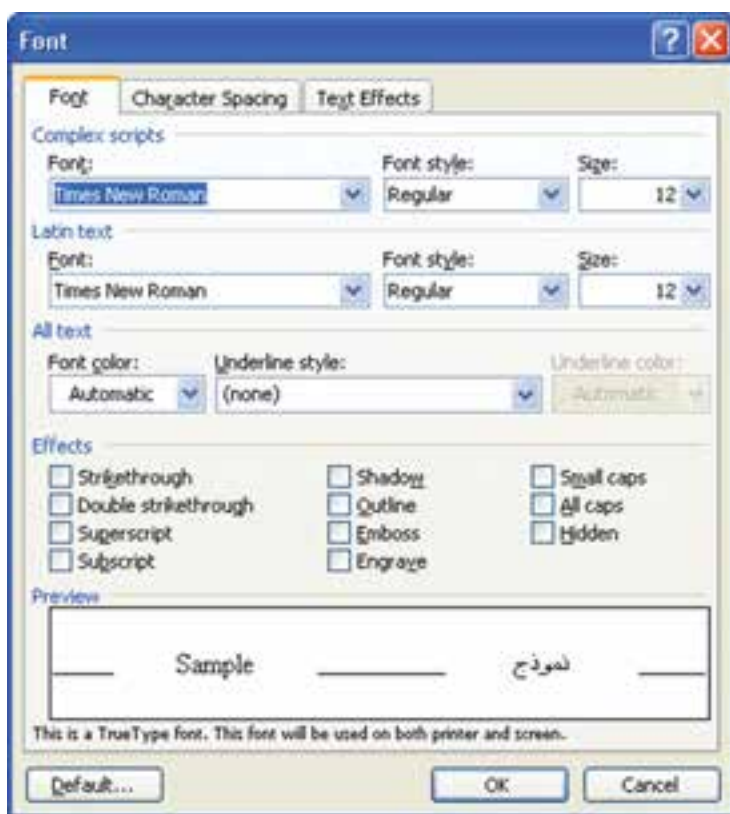 Font
Font Character Spacing Text Effects
Complex scripts
Font: Font style: Size:
Times New Roman Regular 12
Latin text
Font: Font style: Size:
Times New Roman Regular 12
All text
Font color: Underline style: Underline color:
Automatic (none) Automatic
Effects
Strikethrough Shadow Small caps
Double strikethrough Outline All caps
Superscript Emboss Hidden
Subscript Engrave
Preview
Sample نموذج
This is a TrueType font. This font will be used on both printer and screen.
Default... OK Cancel